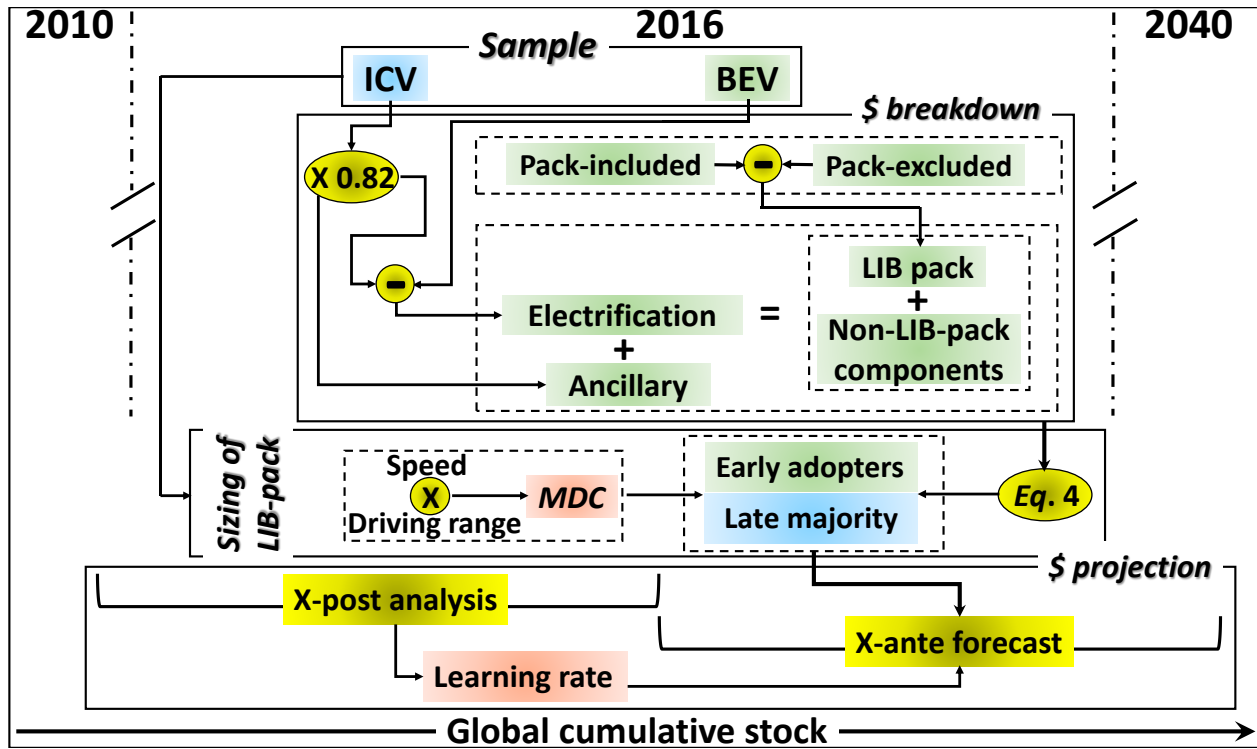 2010
2016
2040
Sample
ICV
BEV
$ breakdown
X 0.82
Pack-included
-
Pack-excluded
-
LIB pack
+
Non-LIB-pack
components
Electrification
=
+
Ancillary
Sizing of
LIB-pack
Speed
X
Driving range
MDC
Early adopters
Late majority
Eq. 4
$ projection
X-post analysis
X-ante forecast
Learning rate
Global cumulative stock